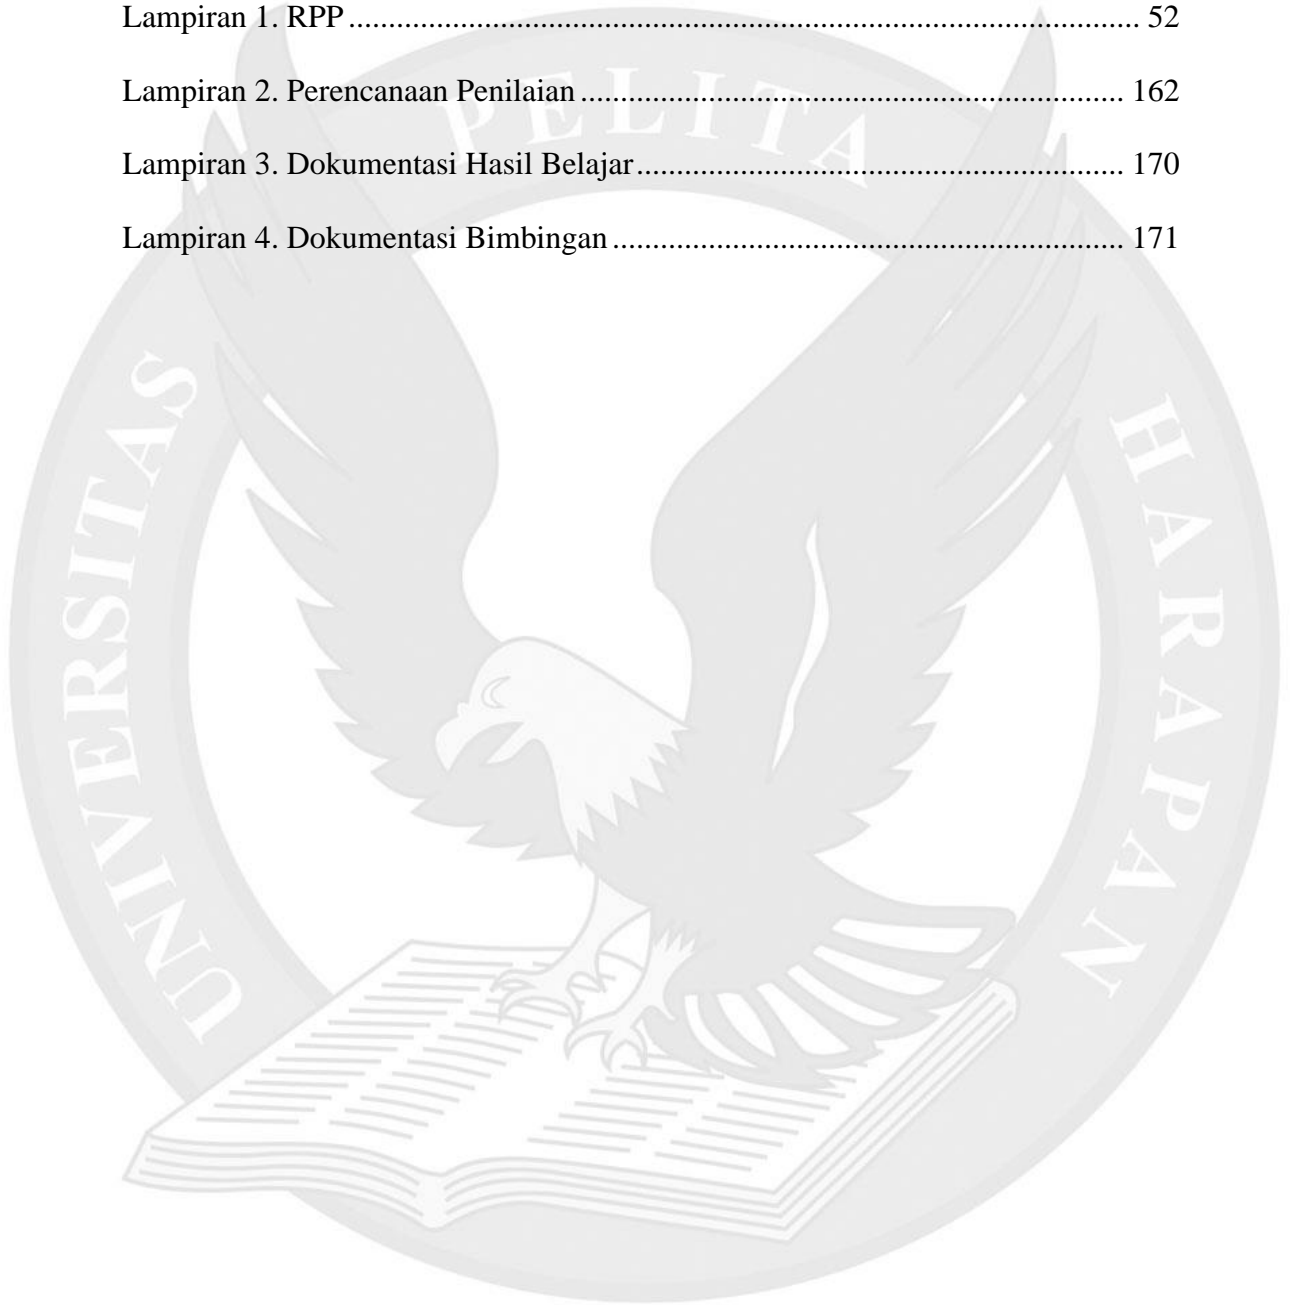 Lampiran 1. RPP .................................................................................................... 52
Lampiran 2. Perencanaan Penilaian ..................................................................... 162
Lampiran 3. Dokumentasi Hasil Belajar .............................................................. 170
Lampiran 4. Dokumentasi Bimbingan ................................................................. 171
UNIVERSITAS PELITA HARAPAN